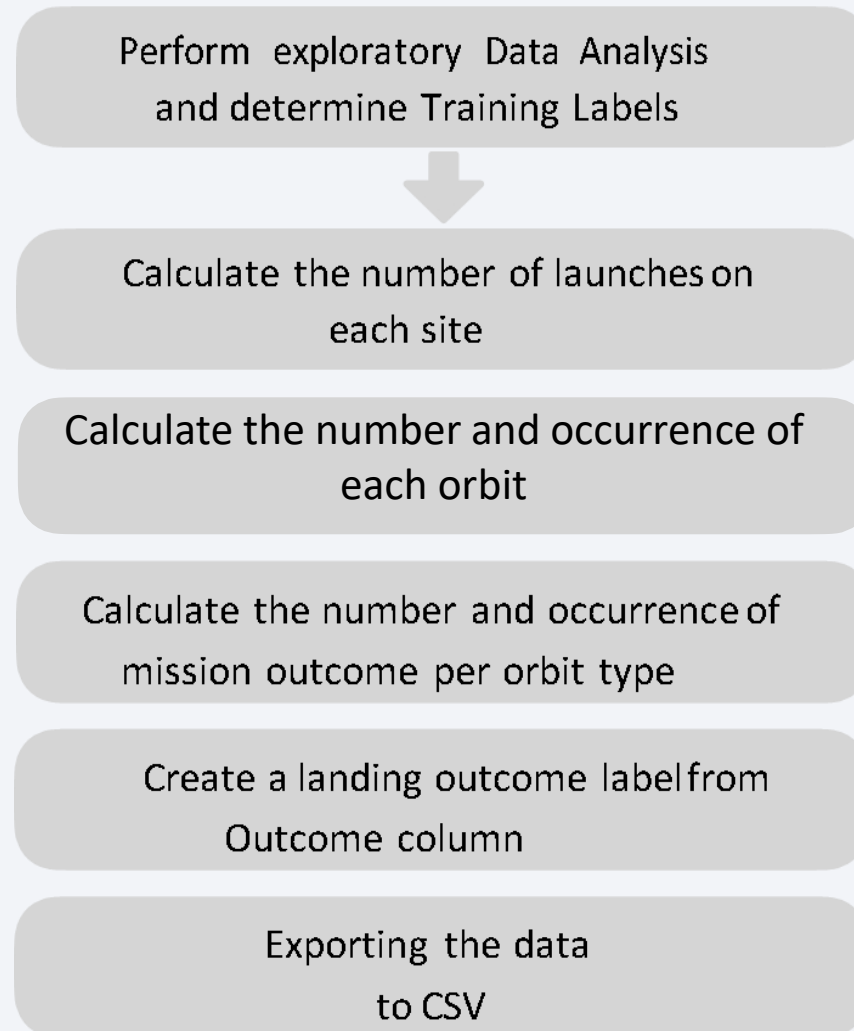 Perform exploratory Data Analysis
and determine Training Labels
Calculate the number of launches on
each site
Calculate the number and occurrence of
each orbit
Calculate the number and occurrence of
mission outcome per orbit type
Create a landing outcome label from
Outcome column
Exporting the data
to CSV